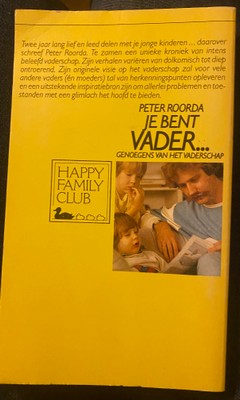 Twee jaar lang lief en leed delen met je jonge kinderen ... daarover
schreef Peter Roorda. Te zamen een unieke kroniek van intens
beleefd vaderschap. Zijn verhalen variëren van dolkomisch tot diep
ontroerend. Zijn originele visie op het vaderschap zal voor vele
andere vaders (èn moeders) tal van herkenningspunten opleveren
en een uitstekende inspiratiebron zijn om allerlei problemen en toe-
standen met een glimlach het hoofd te bieden.
PETER ROORDA
JE BENT
VADER...
GENOEGENS VAN HET VADERSCHAP
HAPPY
FAMILY
CLUB